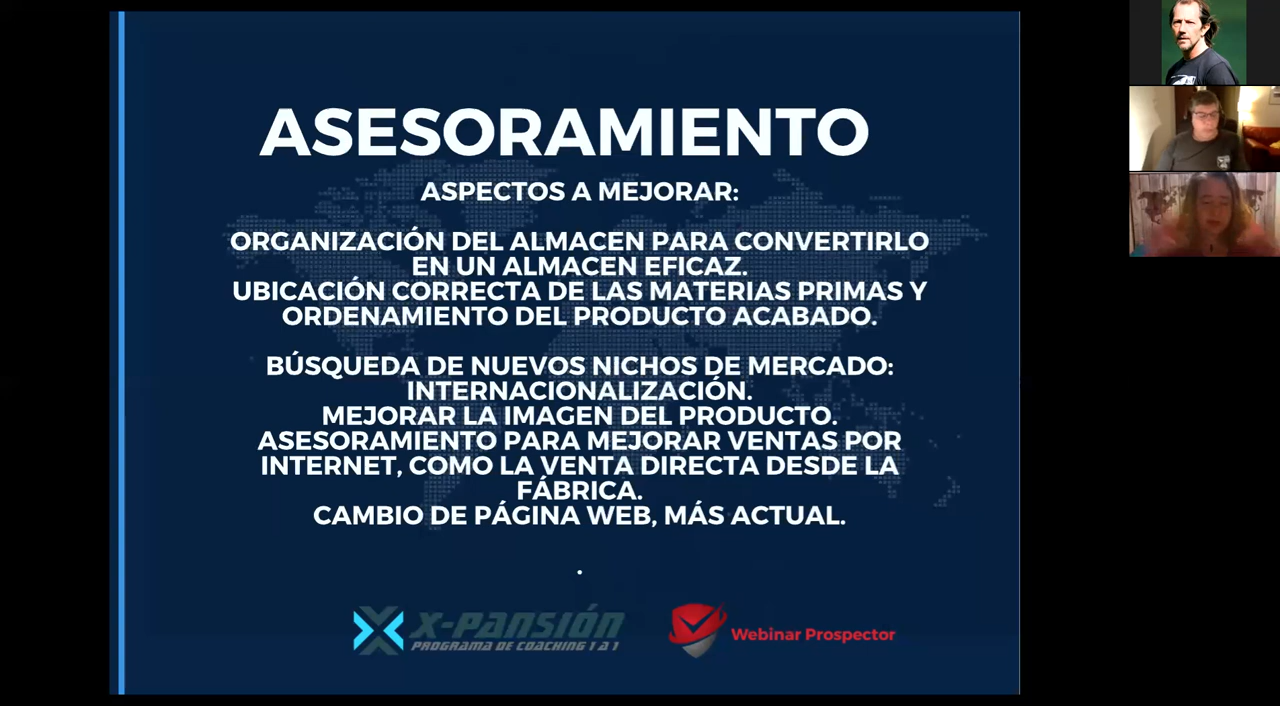 ASESORAMIENTO
ASPECTOS A MEJORAR:
ORGANIZACIÓN DEL ALMACEN PARA CONVERTIRLO
EN UN ALMACEN EFICAZ.
UBICACIÓN CORRECTA DE LAS MATERIAS PRIMAS Y
ORDENAMIENTO DEL PRODUCTO ACABADO.
BÚSQUEDA DE NUEVOS NICHOS DE MERCADO:
INTERNACIONALIZACIÓN.
MEJORAR LA IMAGEN DEL PRODUCTO.
ASESORAMIENTO PARA MEJORAR VENTAS POR
INTERNET, COMO LA VENTA DIRECTA DESDE LA
FÁBRICA.
CAMBIO DE PÁGINA WEB, MÁS ACTUAL.
.
X-PANSIÓN
PROGRAMA DE COACHING 1 A 1
Webinar Prospector